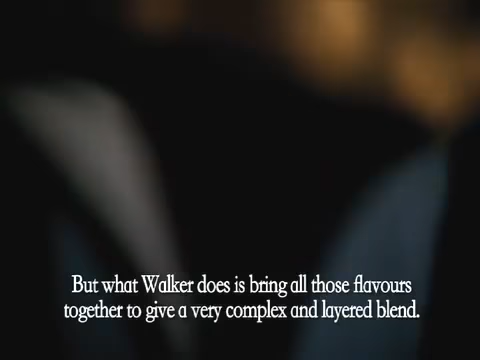 But what Walker does is bring all those flavours
together to give a very complex and layered blend.